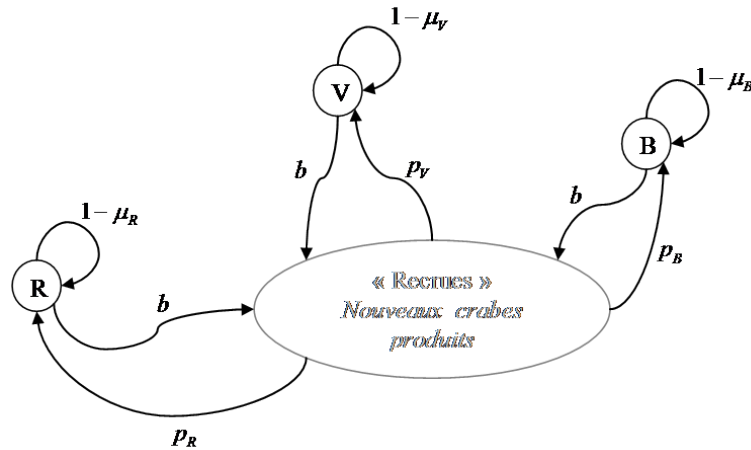 1 – μV
V
1 – μB
B
b
pV
b
pB
1 – μR
R
b
« Recrues »
Nouveaux crabes
produits
pR